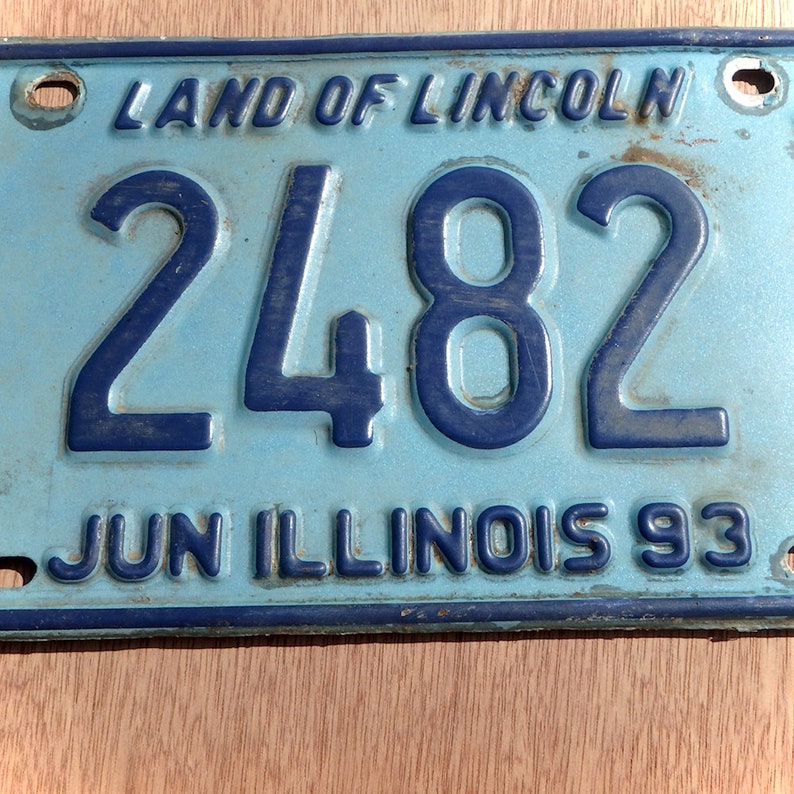 LAND OF LINCOLN
2482
JUN ILLINOIS 93